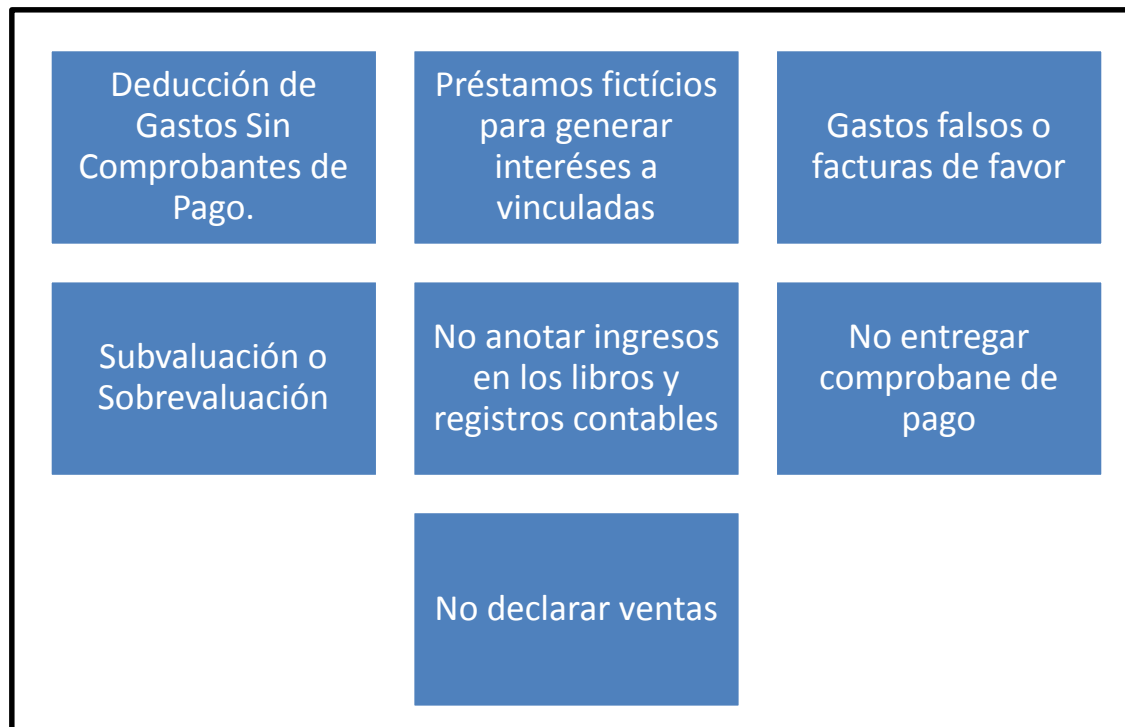 Deducción de
Gastos Sin
Comprobantes de
Pago.
Préstamos fictícios
para generar
interéses a
vinculadas
Gastos falsos o
facturas de favor
Subvaluación o
Sobrevaluación
No anotar ingresos
en los libros y
registros contables
No entregar
comprobane de
pago
No declarar ventas